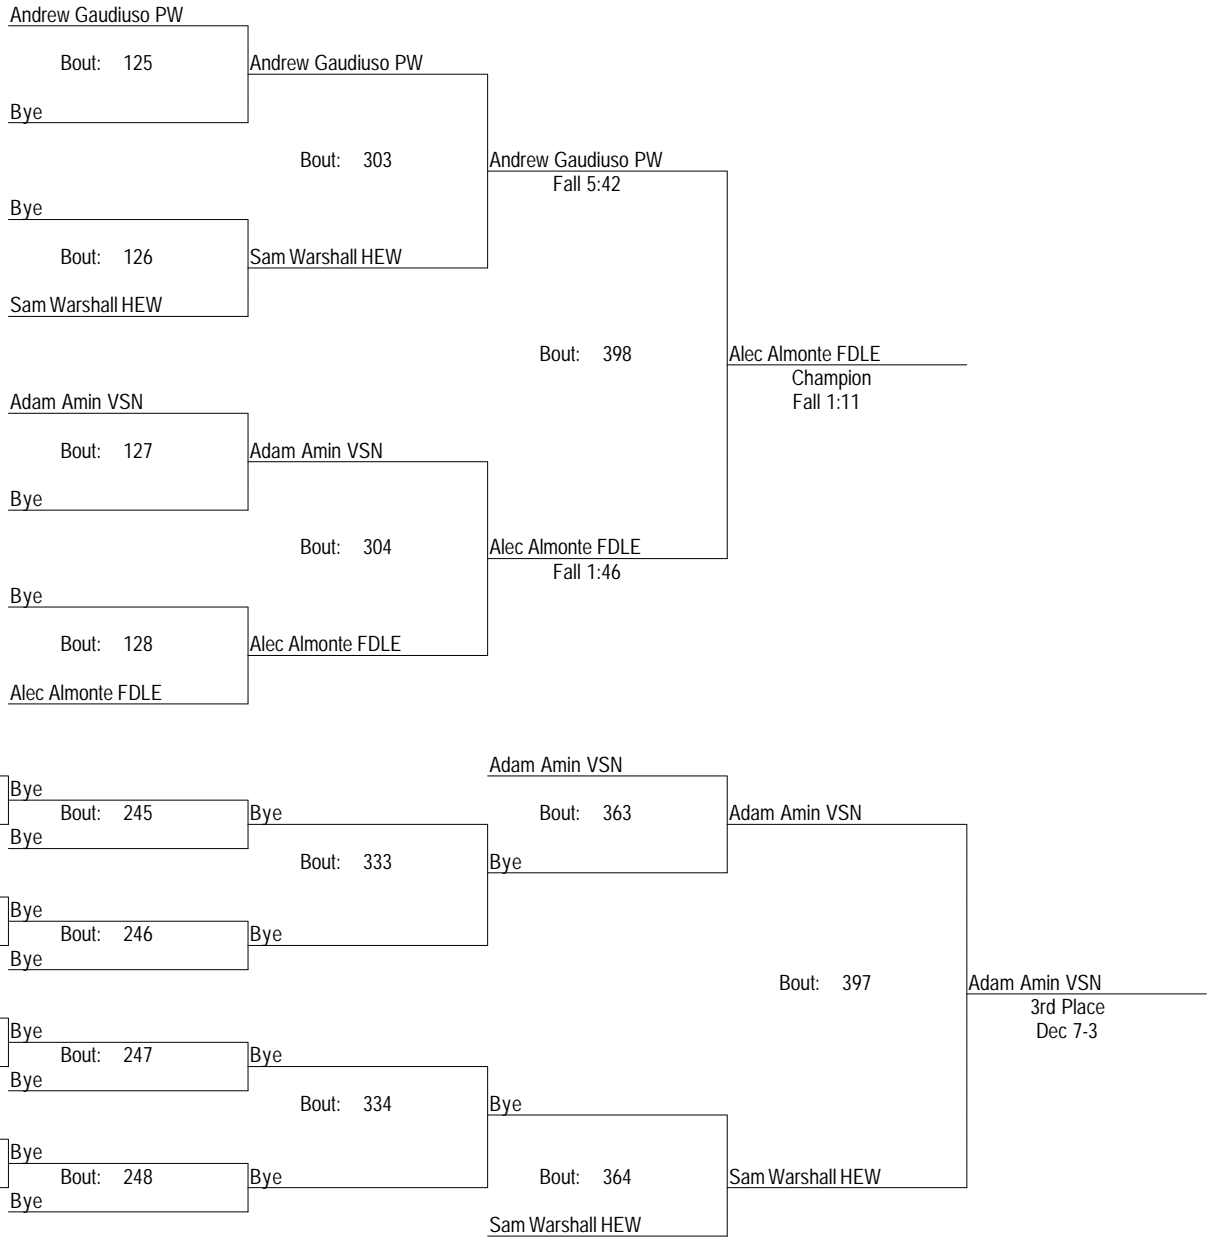 Andrew Gaudiuso PW
Bout: 125 Andrew Gaudiuso PW
Bye
Bout: 303 Andrew Gaudiuso PW
Fall 5:42
Bye
Bout: 126 Sam Warshall HEW
Sam Warshall HEW
Bout: 398 Alec Almonte FDLE
Champion
Adam Amin VSN Fall 1:11
Bout: 127 Adam Amin VSN
Bye
Bout: 304 Alec Almonte FDLE
Fall 1:46
Bye
Bout: 128 Alec Almonte FDLE
Alec Almonte FDLE
Adam Amin VSN
Bye
Bout: 245 Bye Bout: 363 Adam Amin VSN
Bye
Bout: 333 Bye
Bye
Bout: 246 Bye
Bye
Bout: 397 Adam Amin VSN
3rd Place
Bye Dec 7-3
Bout: 247 Bye
Bye
Bout: 334 Bye
Bye
Bout: 248 Bye Bout: 364 Sam Warshall HEW
Bye
Sam Warshall HEW